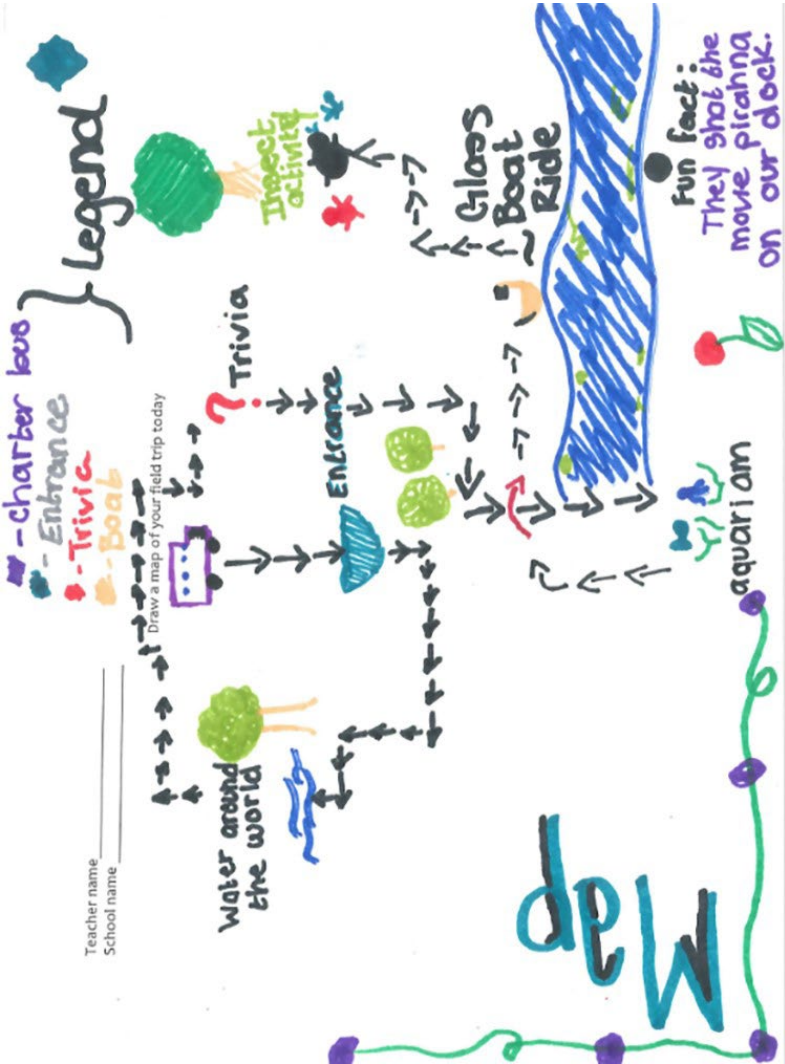 Teacher name
School name
Draw a map of your field trip today
- charter bus
- Entrance
- Trivia
- Boat
Legend
Water around
the world
Trivia
Entrance
Insect
activity
Glass
Boat
Ride
Map
aquariam
Fun fact:
They shot the
movie pirahna
on our dock.